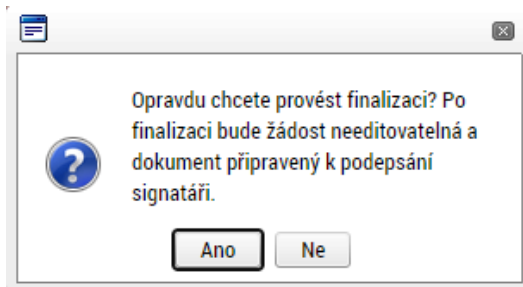 Opravdu chcete provést finalizaci? Po
finalizaci bude žádost needitovatelná a
dokument připravený k podepsání
signatáři.
Ano Ne